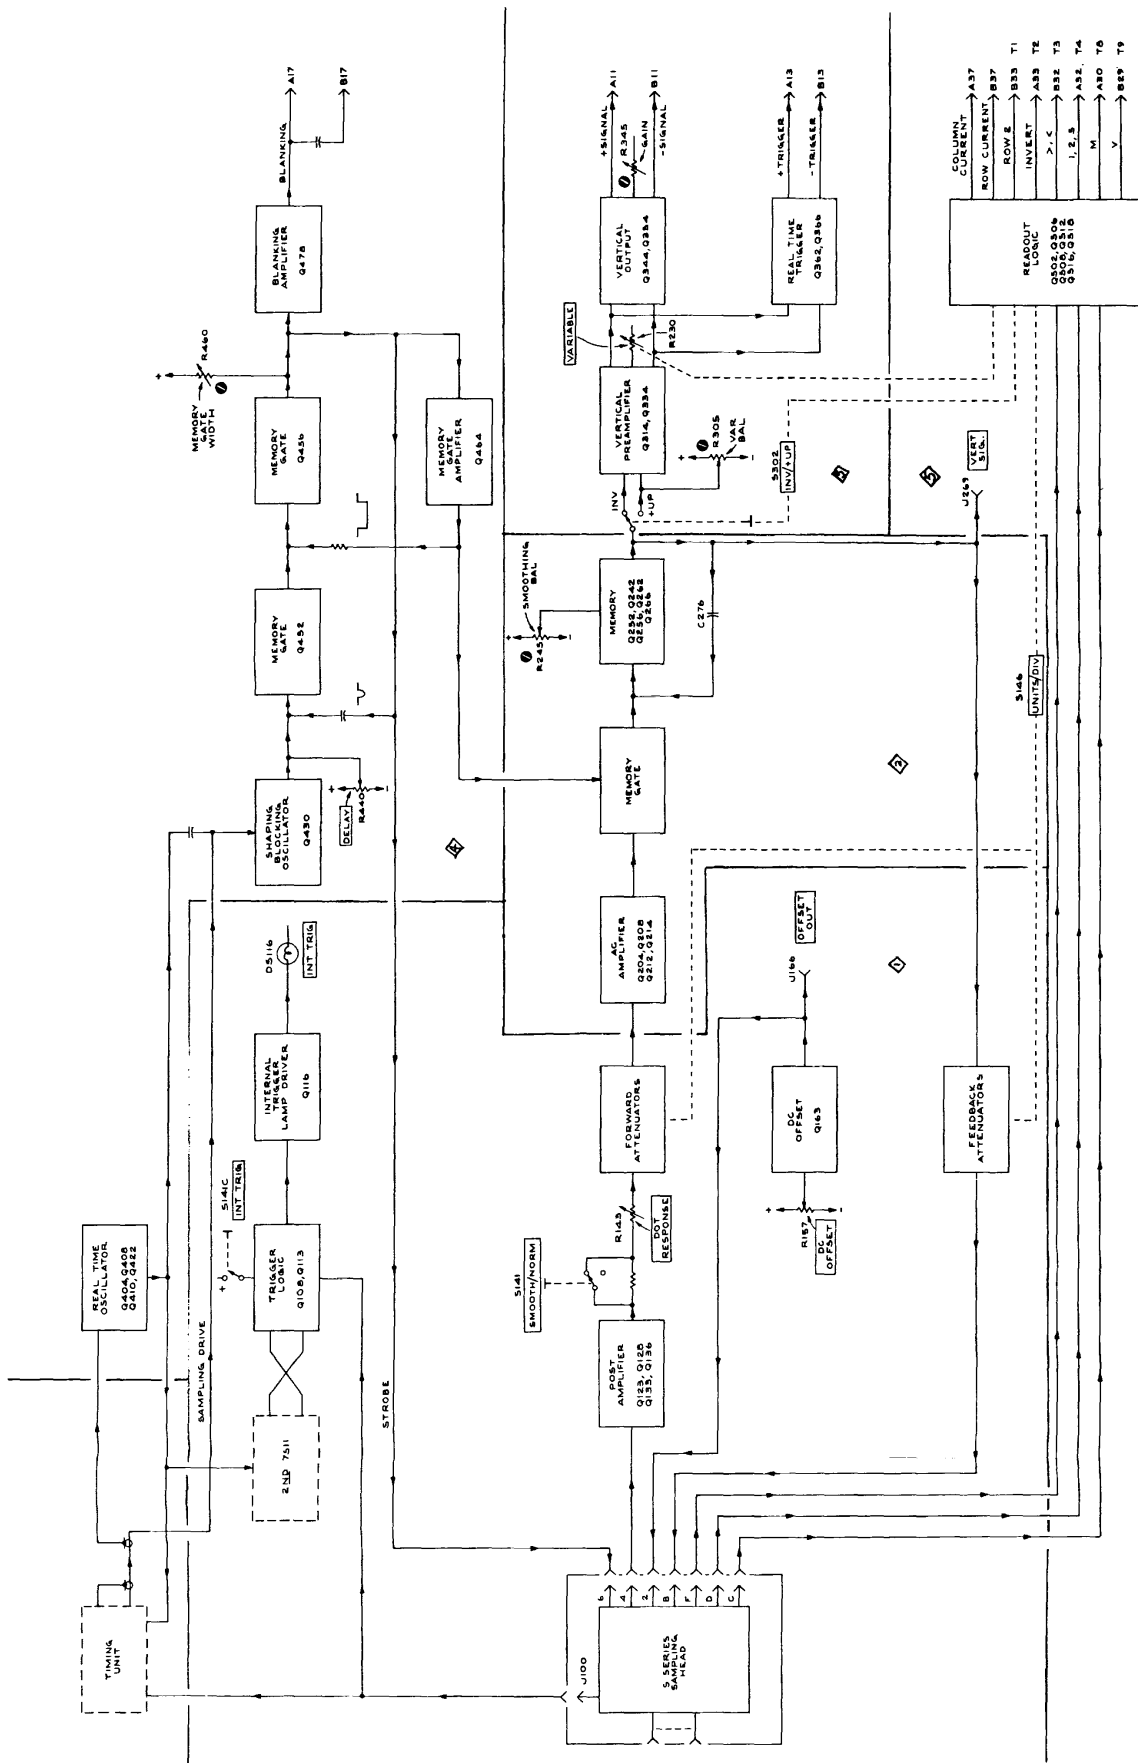 TIMING
UNIT
REAL TIME
OSCILLATOR
Q404, Q408
Q410, Q422
SAMPLING DRIVE
2ND 7S11
TRIGGER
LOGIC
Q108, Q113
S141C
INT TRIG
INTERNAL
TRIGGER
LAMP DRIVER
Q116
DS116
INT TRIG
SHAPING
BLOCKING
OSCILLATOR
Q430
DELAY
R440
MEMORY
GATE
Q452
MEMORY
GATE
Q456
MEMORY
GATE
WIDTH
R460
MEMORY
GATE
AMPLIFIER
Q464
BLANKING
AMPLIFIER
Q478
BLANKING
A17
B17
STROBE
4
J100
S SERIES
SAMPLING
HEAD
6
4
2
B
F
D
C
POST
AMPLIFIER
Q123, Q128
Q133, Q136
S141
SMOOTH/NORM
R143
DOT
RESPONSE
FORWARD
ATTENUATORS
AC
AMPLIFIER
Q204, Q208
Q212, Q214
MEMORY
GATE
MEMORY
Q232, Q242
Q256, Q262
Q266
SMOOTHING
BAL
R245
C276
INV
+UP
S302
INV/+UP
VERTICAL
PREAMPLIFIER
Q314, Q334
R305
VAR
BAL
VARIABLE
R230
VERTICAL
OUTPUT
Q344, Q354
R345
GAIN
+SIGNAL
A11
-SIGNAL
B11
REAL TIME
TRIGGER
Q362, Q366
+TRIGGER
A13
-TRIGGER
B13
3
2
1
5
R157
DC
OFFSET
DC
OFFSET
Q163
J166
OFFSET
OUT
FEEDBACK
ATTENUATORS
J269
VERT
SIG.
S146
UNITS/DIV
READOUT
LOGIC
Q502, Q506
Q508, Q512
Q516, Q518
COLUMN
CURRENT
A37
ROW CURRENT
B37
ROW 2
B33 T1
INVERT
A33 T2
>, <
B32 T3
1, 2, 5
A32, T4
M
A30 T8
V
B29 T9